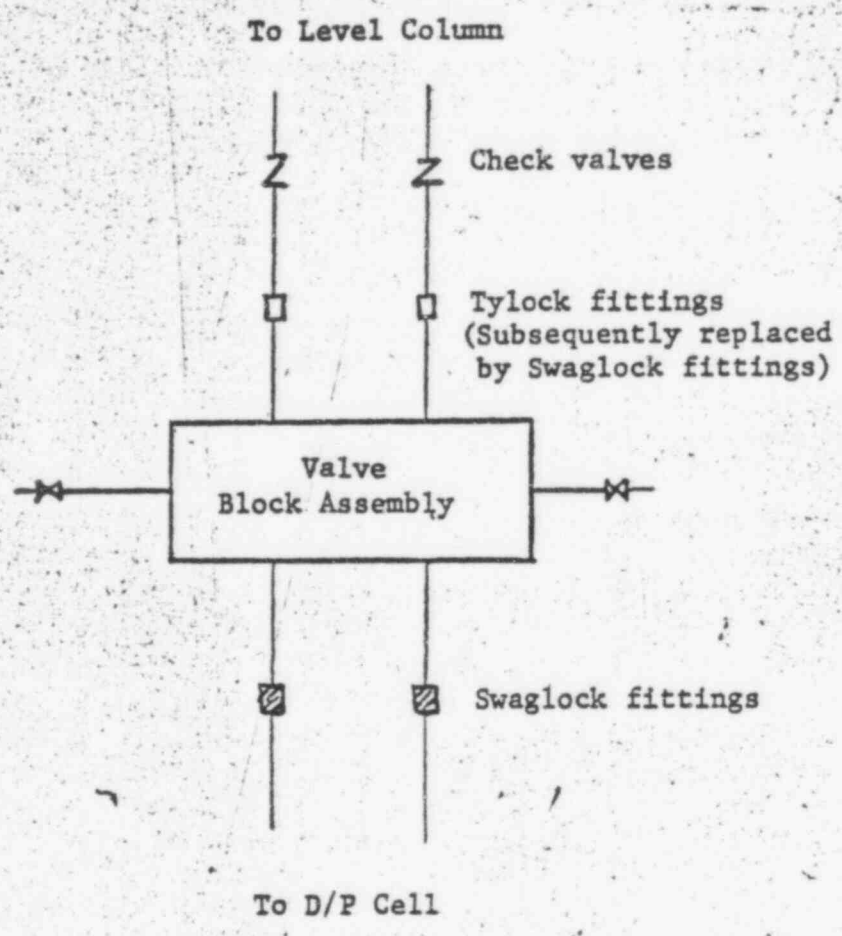 To Level Column
Check valves
Tylock fittings
(Subsequently replaced
by Swaglock fittings)
Valve
Block Assembly
Swaglock fittings
To D/P Cell